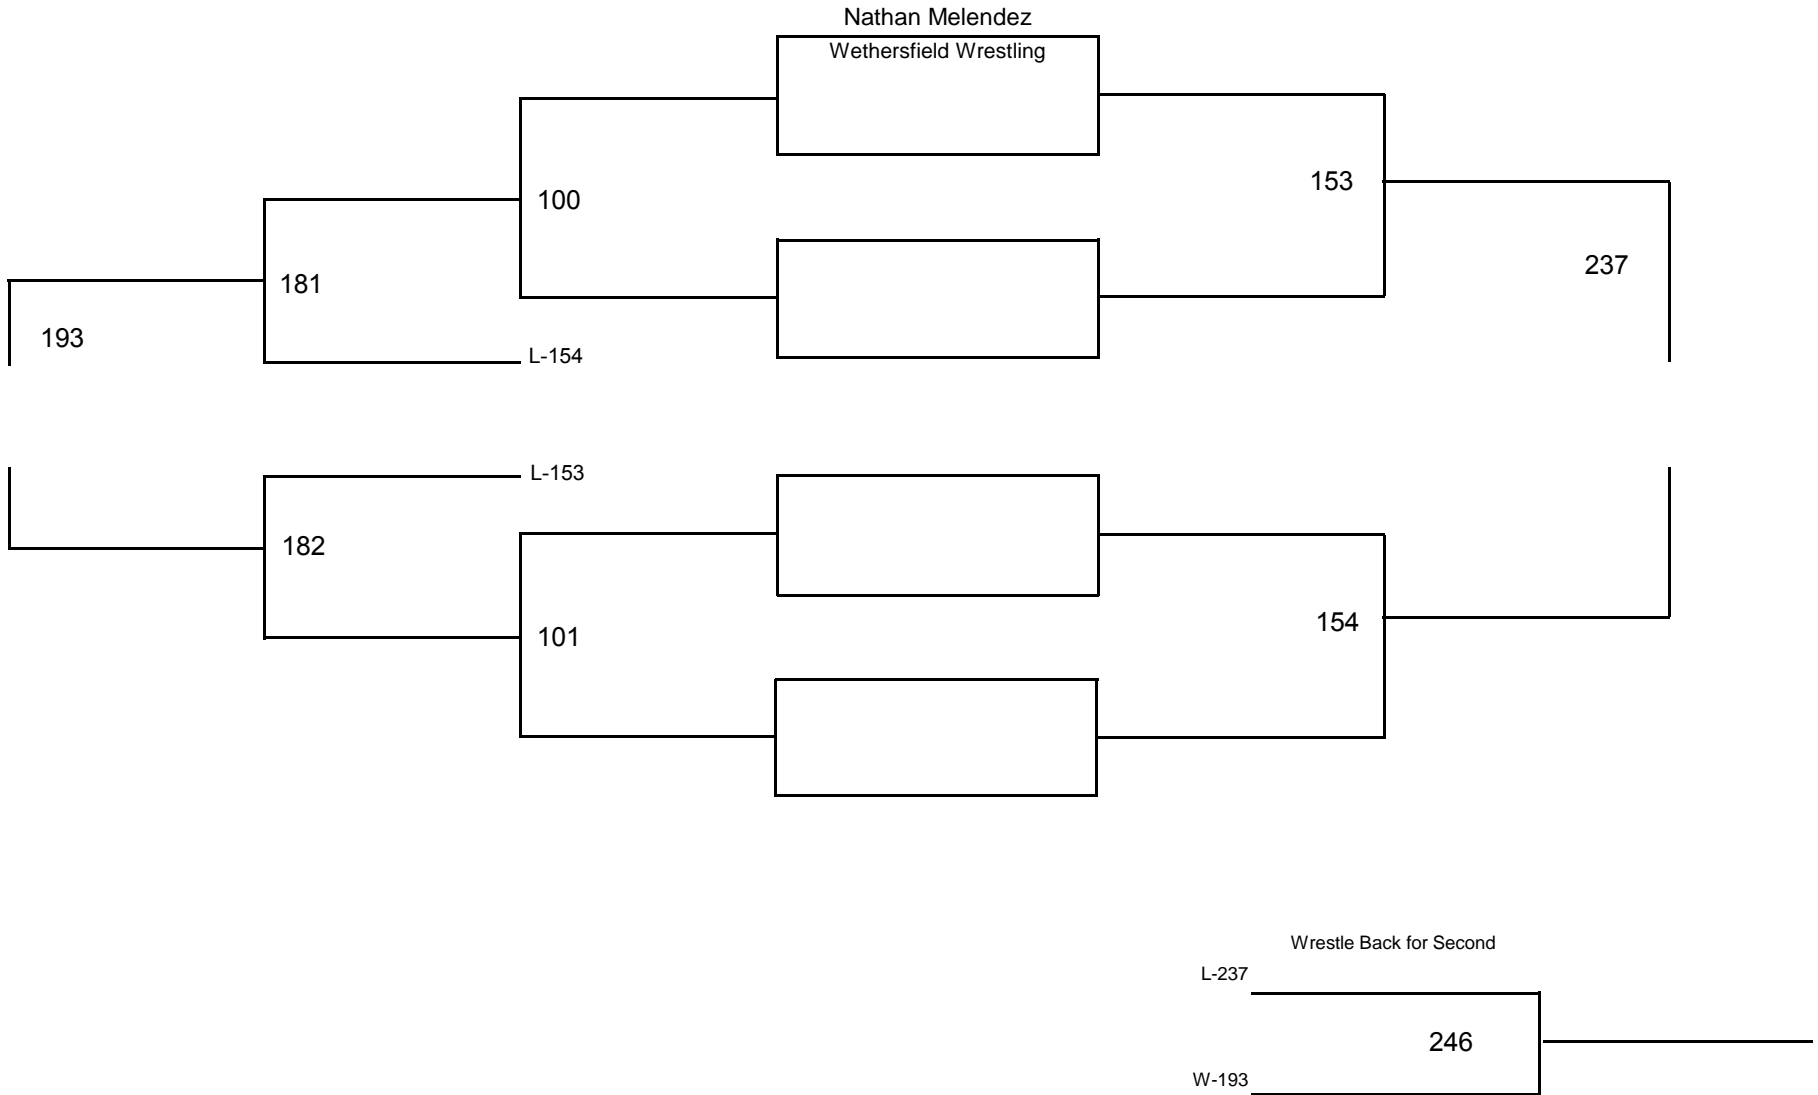 Nathan Melendez
Wethersfield Wrestling
153
100
237
181
193
L-154
L-153
182
154
101
Wrestle Back for Second
L-237
246
W-193